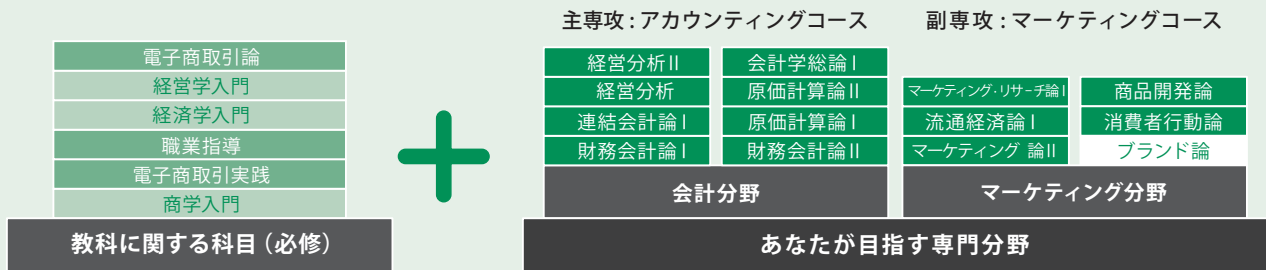 主専攻：アカウンティングコース
副専攻：マーケティングコース
電子商取引論
経営学入門
経済学入門
職業指導
電子商取引実践
商学入門
教科に関する科目（必修）
経営分析Ⅱ
会計学総論Ⅰ
経営分析
原価計算論Ⅱ
連結会計論Ⅰ
原価計算論Ⅰ
財務会計論Ⅰ
財務会計論Ⅱ
会計分野
マーケティング・リサーチ論Ⅰ
商品開発論
流通経済論Ⅰ
消費者行動論
マーケティング 論Ⅱ
ブランド論
マーケティング分野
あなたが目指す専門分野